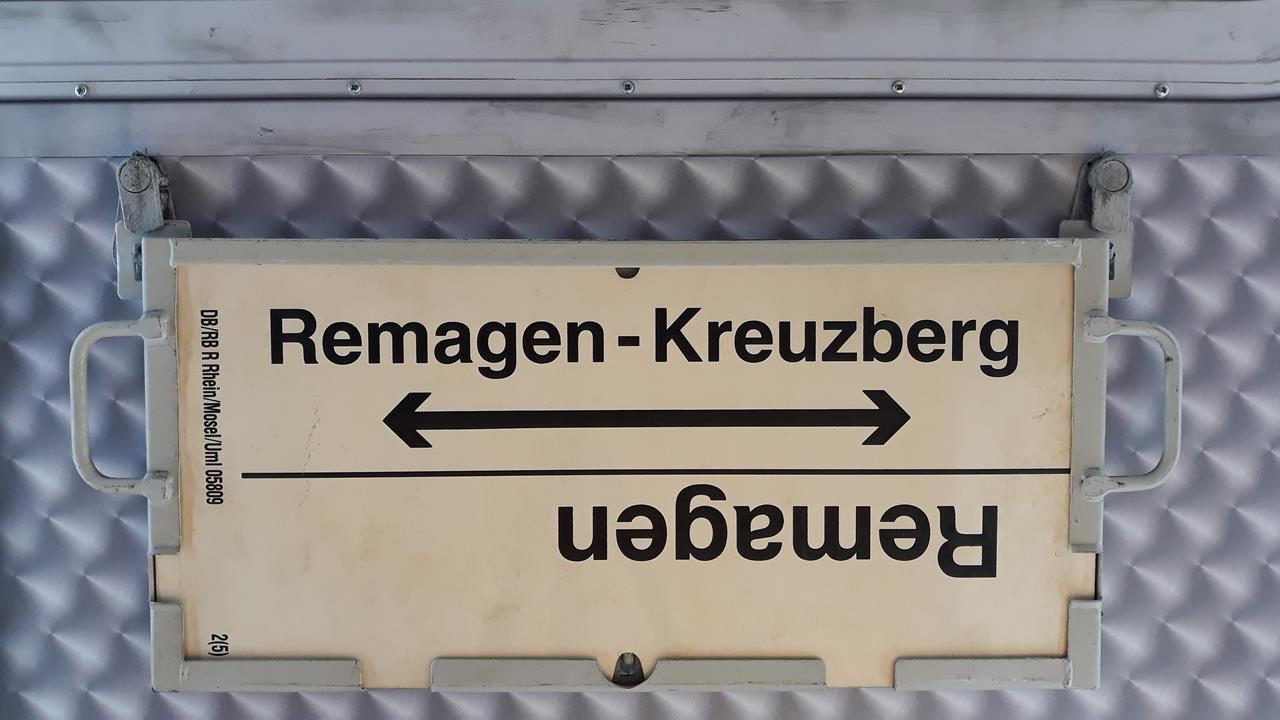 Remagen-Kreuzberg
Remagen
DB/RB R Rhein/Mosel/Uml 05809
2(5)